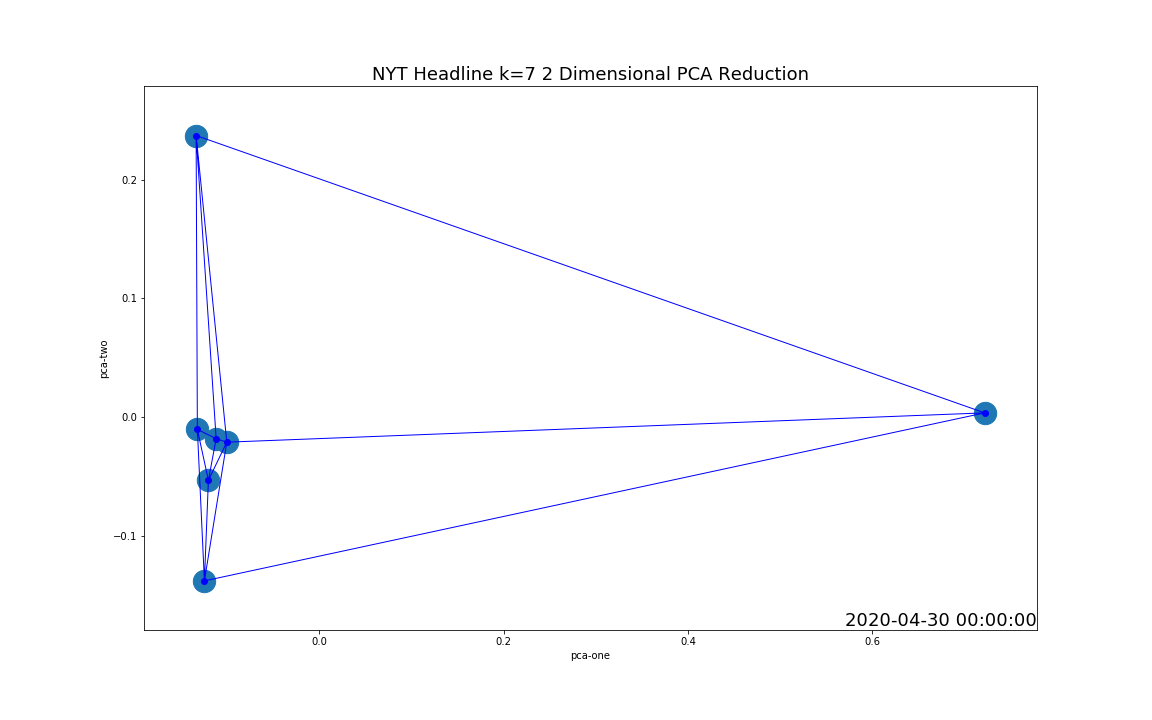 NYT Headline k=7 2 Dimensional PCA Reduction
0.2
0.1
0.0
−0.1
pca-two
2020-04-30 00:00:00
0.0 0.2 0.4 0.6
pca-one